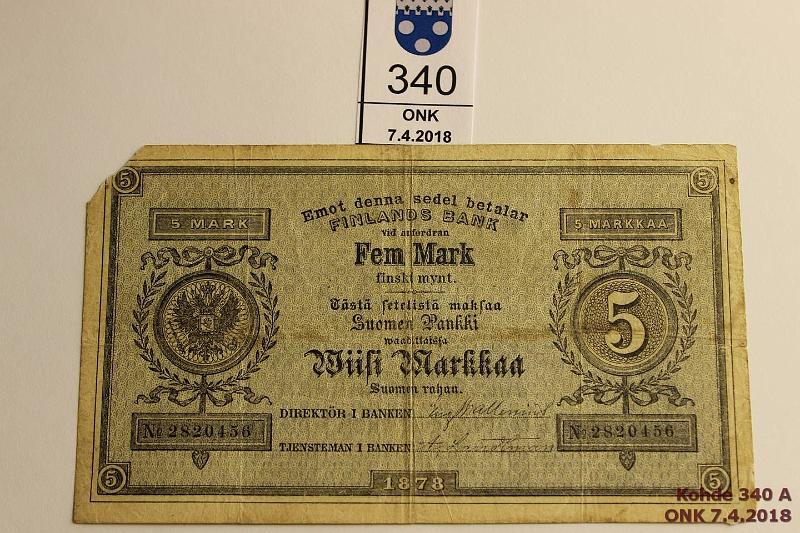 340
ONK
7.4.2018
5 5
Emot denna sedel betalar
5 MARK FINLANDS BANK 5 MARKKAA
vid anfordran
Fem Mark
finskt mynt.
Tästä setelistä maksaa
5
Suomen Pankki
waadittaissa
Wiisi Markkaa
Suomen rahan.
DIREKTÖR I BANKEN
No 2820456 No 2820456
TJENSTEMAN I BANKEN
5 1878 5
Kohde 340 A
ONK 7.4.2018